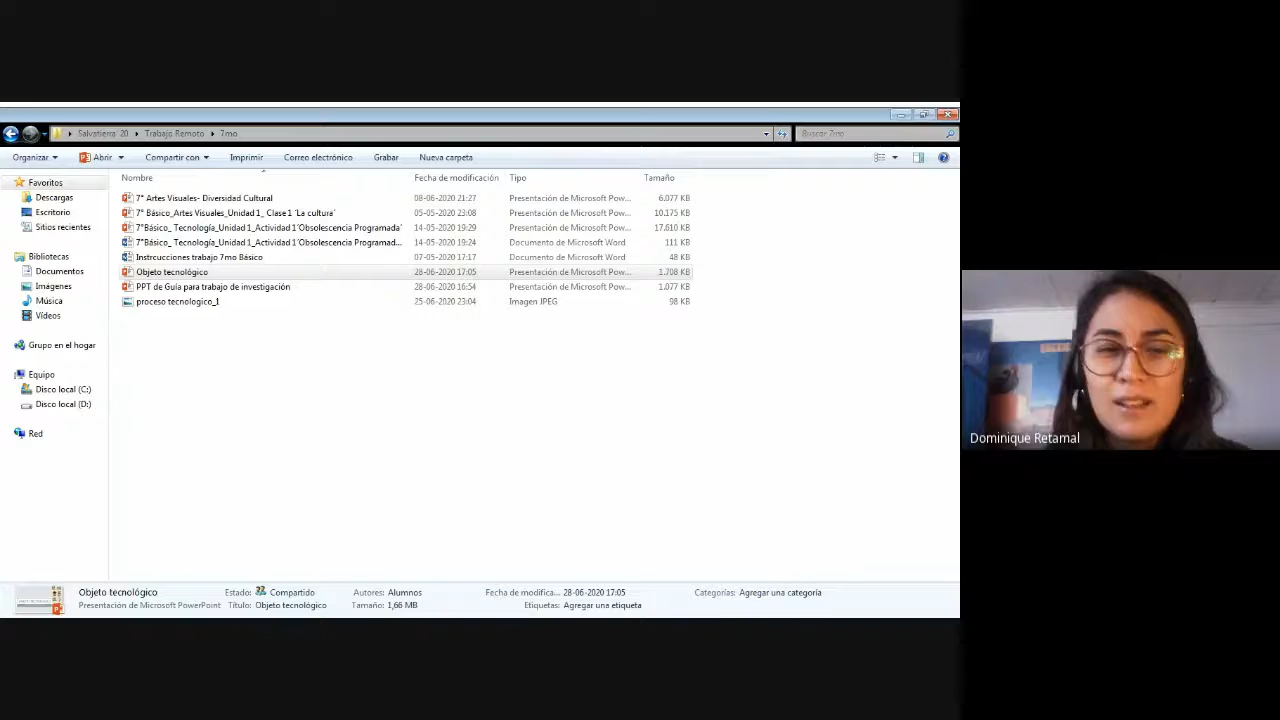 Salvatierra 20 ▸ Trabajo Remoto ▸ 7mo
Buscar 7mo
Organizar Abrir Compartir con Imprimir Correo electrónico Grabar Nueva carpeta
Favoritos
Descargas
Escritorio
Sitios recientes
Bibliotecas
Documentos
Imágenes
Música
Vídeos
Grupo en el hogar
Equipo
Disco local (C:)
Disco local (D:)
Red
Nombre Fecha de modificación Tipo Tamaño
7° Artes Visuales- Diversidad Cultural 08-06-2020 21:27 Presentación de Microsoft Pow... 6.077 KB
7° Básico_Artes Visuales_Unidad 1_ Clase 1 ´La cultura´ 05-05-2020 23:08 Presentación de Microsoft Pow... 10.175 KB
7°Básico_ Tecnología_Unidad 1_Actividad 1´Obsolescencia Programada´ 14-05-2020 19:29 Presentación de Microsoft Pow... 17.610 KB
7°Básico_ Tecnología_Unidad 1_Actividad 1´Obsolescencia Programad... 14-05-2020 19:24 Documento de Microsoft Word 111 KB
Instrcucciones trabajo 7mo Básico 07-05-2020 17:17 Documento de Microsoft Word 48 KB
Objeto tecnológico 28-06-2020 17:05 Presentación de Microsoft Pow... 1.708 KB
PPT de Guía para trabajo de investigación 28-06-2020 16:54 Presentación de Microsoft Pow... 1.077 KB
proceso tecnologico_1 25-06-2020 23:04 Imagen JPEG 98 KB
Dominique Retamal
Objeto tecnológico Estado: Compartido Autores: Alumnos Fecha de modifica... 28-06-2020 17:05 Categorías: Agregar una categoría
Presentación de Microsoft PowerPoint Título: Objeto tecnológico Tamaño: 1,66 MB Etiquetas: Agregar una etiqueta